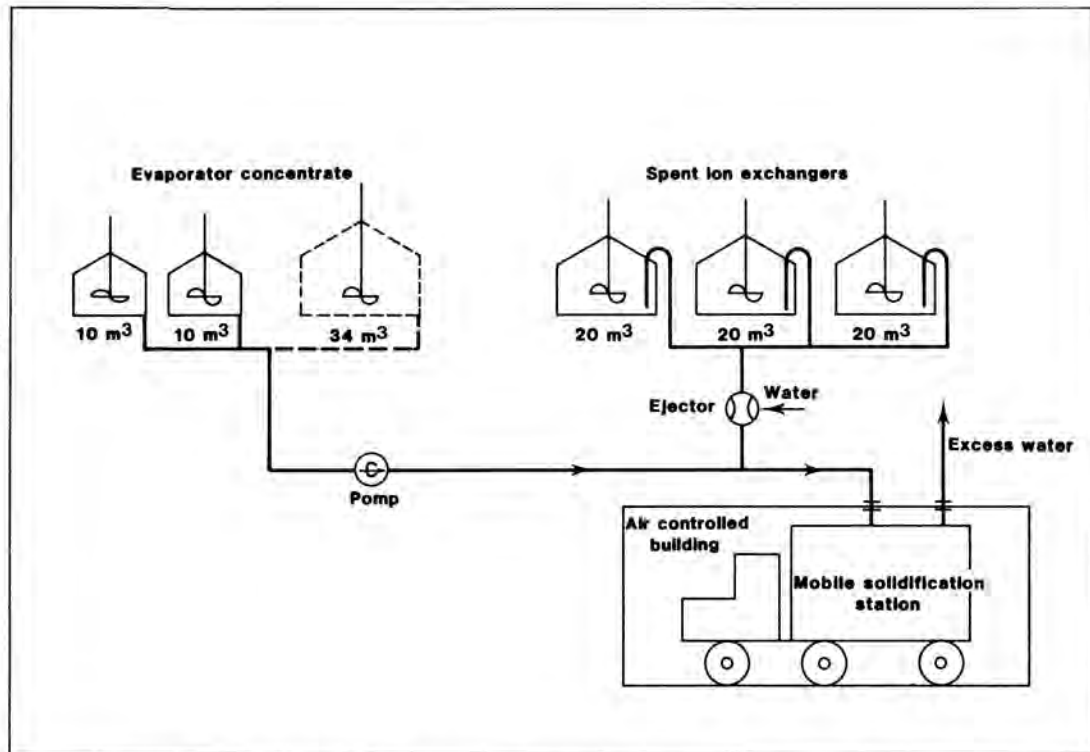 Evaporator concentrate
Spent ion exchangers
10 m³
10 m³
34 m³
20 m³
20 m³
20 m³
Ejector
Water
Excess water
Pomp
Air controlled
building
Mobile solidification
station